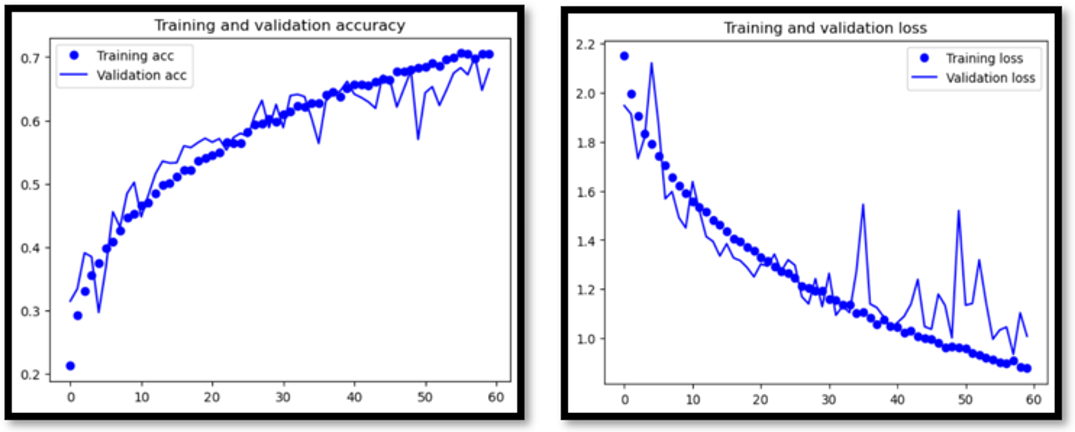 Training and validation accuracy
Training acc
Validation acc
0.7
0.6
0.5
0.4
0.3
0.2
0 10 20 30 40 50 60
Training and validation loss
Training loss
Validation loss
2.2
2.0
1.8
1.6
1.4
1.2
1.0
0 10 20 30 40 50 60